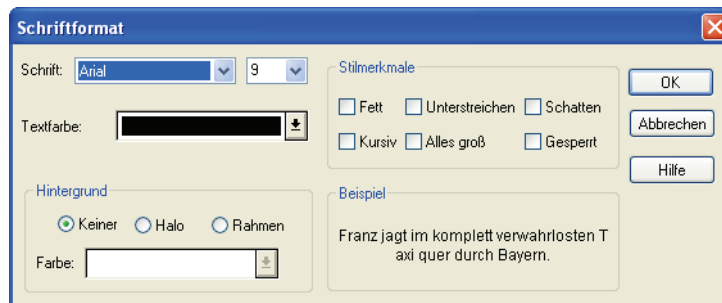 Schriftformat
Schrift: Arial 9
Textfarbe:
Stilmerkmale
Fett Unterstreichen Schatten
Kursiv Alles groß Gesperrt
OK
Abbrechen
Hilfe
Hintergrund
Keiner Halo Rahmen
Farbe:
Beispiel
Franz jagt im komplett verwahrlosten T
axi quer durch Bayern.